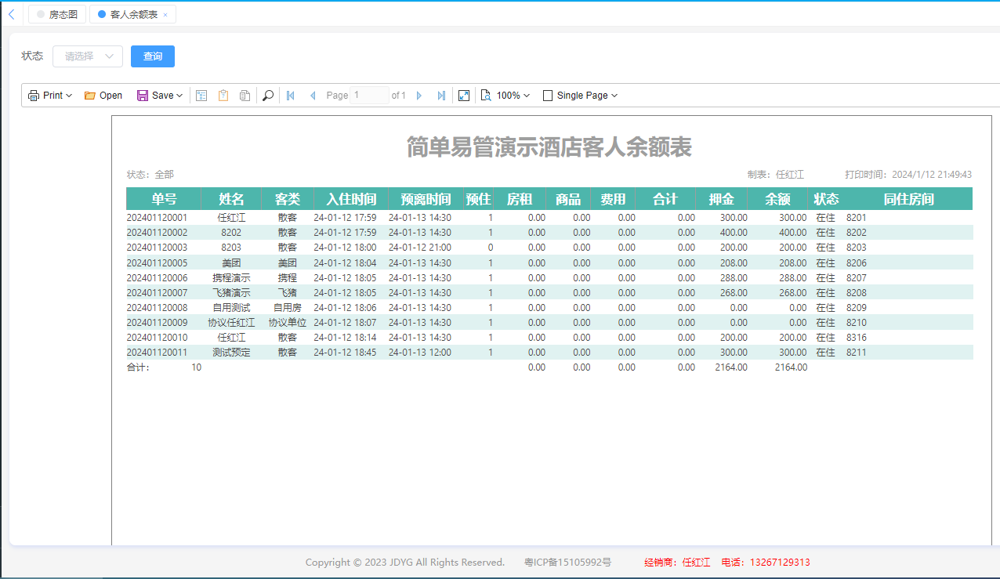 房态图 客人余额表 ×
状态 请选择 查询
Print Open Save Page 1 of 1 100% Single Page
简单易管演示酒店客人余额表
状态：全部 制表：任红江 打印时间：2024/1/12 21:49:43
单号 姓名 客类 入住时间 预离时间 预住 房租 商品 费用 合计 押金 余额 状态 同住房间
202401120001 任红江 散客 24-01-12 17:59 24-01-13 14:30 1 0.00 0.00 0.00 0.00 300.00 300.00 在住 8201
202401120002 8202 散客 24-01-12 17:59 24-01-13 14:30 1 0.00 0.00 0.00 0.00 400.00 400.00 在住 8202
202401120003 8203 散客 24-01-12 18:00 24-01-12 21:00 0 0.00 0.00 0.00 0.00 200.00 200.00 在住 8203
202401120005 美团 美团 24-01-12 18:04 24-01-13 14:30 1 0.00 0.00 0.00 0.00 208.00 208.00 在住 8206
202401120006 携程演示 携程 24-01-12 18:05 24-01-13 14:30 1 0.00 0.00 0.00 0.00 288.00 288.00 在住 8207
202401120007 飞猪演示 飞猪 24-01-12 18:05 24-01-13 14:30 1 0.00 0.00 0.00 0.00 268.00 268.00 在住 8208
202401120008 自用测试 自用房 24-01-12 18:06 24-01-13 14:30 1 0.00 0.00 0.00 0.00 0.00 0.00 在住 8209
202401120009 协议任红江 协议单位 24-01-12 18:07 24-01-13 14:30 1 0.00 0.00 0.00 0.00 0.00 0.00 在住 8210
202401120010 任红江 散客 24-01-12 18:14 24-01-13 14:30 1 0.00 0.00 0.00 0.00 200.00 200.00 在住 8316
202401120011 测试预定 散客 24-01-12 18:45 24-01-13 12:00 1 0.00 0.00 0.00 0.00 300.00 300.00 在住 8211
合计： 10 0.00 0.00 0.00 0.00 2164.00 2164.00
Copyright © 2023 JDYG All Rights Reserved. 粤ICP备15105992号 经销商：任红江 电话：13267129313